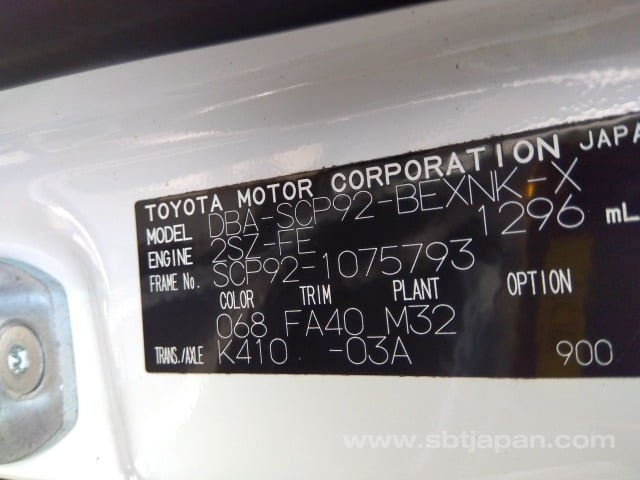 TOYOTA MOTOR CORPORATION JAPA
MODEL DBA-SCP92-BEXNK-X
ENGINE 2SZ-FE 1296 mL
FRAME No. SCP92-1075793
COLOR TRIM PLANT OPTION
068 FA40 M32
TRANS./AXLE K410 -03A 900
www.sbtjapan.com